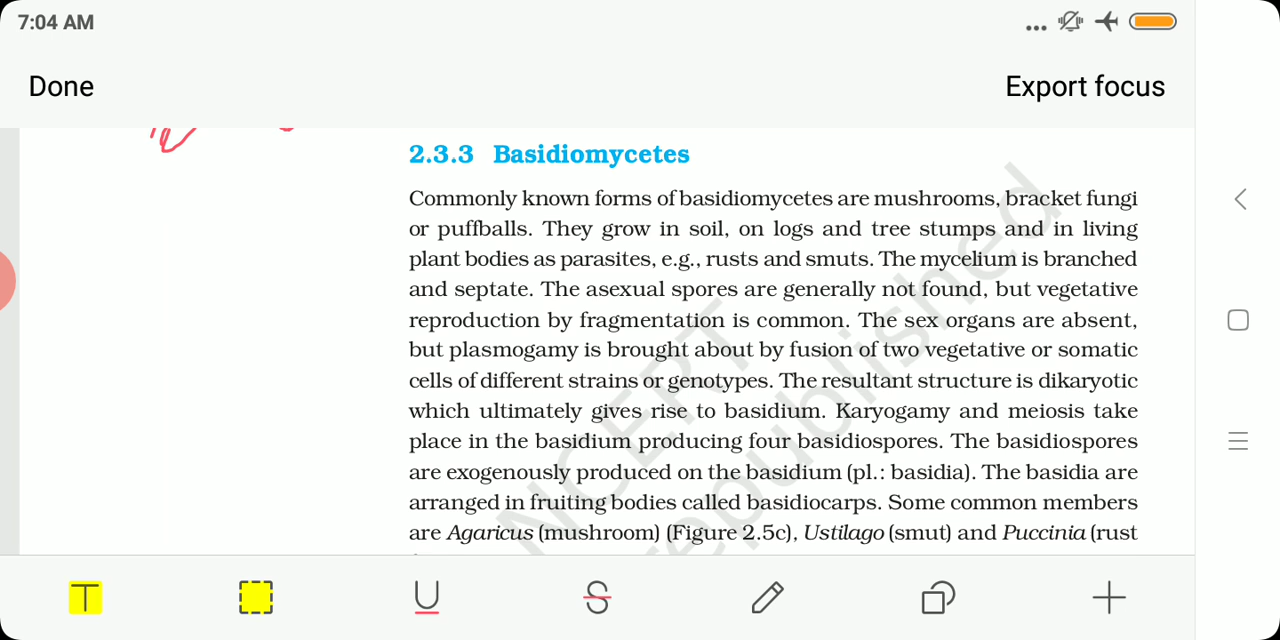 7:04 AM
Done
Export focus
2.3.3 Basidiomycetes
Commonly known forms of basidiomycetes are mushrooms, bracket fungi
or puffballs. They grow in soil, on logs and tree stumps and in living
plant bodies as parasites, e.g., rusts and smuts. The mycelium is branched
and septate. The asexual spores are generally not found, but vegetative
reproduction by fragmentation is common. The sex organs are absent,
but plasmogamy is brought about by fusion of two vegetative or somatic
cells of different strains or genotypes. The resultant structure is dikaryotic
which ultimately gives rise to basidium. Karyogamy and meiosis take
place in the basidium producing four basidiospores. The basidiospores
are exogenously produced on the basidium (pl.: basidia). The basidia are
arranged in fruiting bodies called basidiocarps. Some common members
are Agaricus (mushroom) (Figure 2.5c), Ustilago (smut) and Puccinia (rust
NCERT
republished
T
U
S